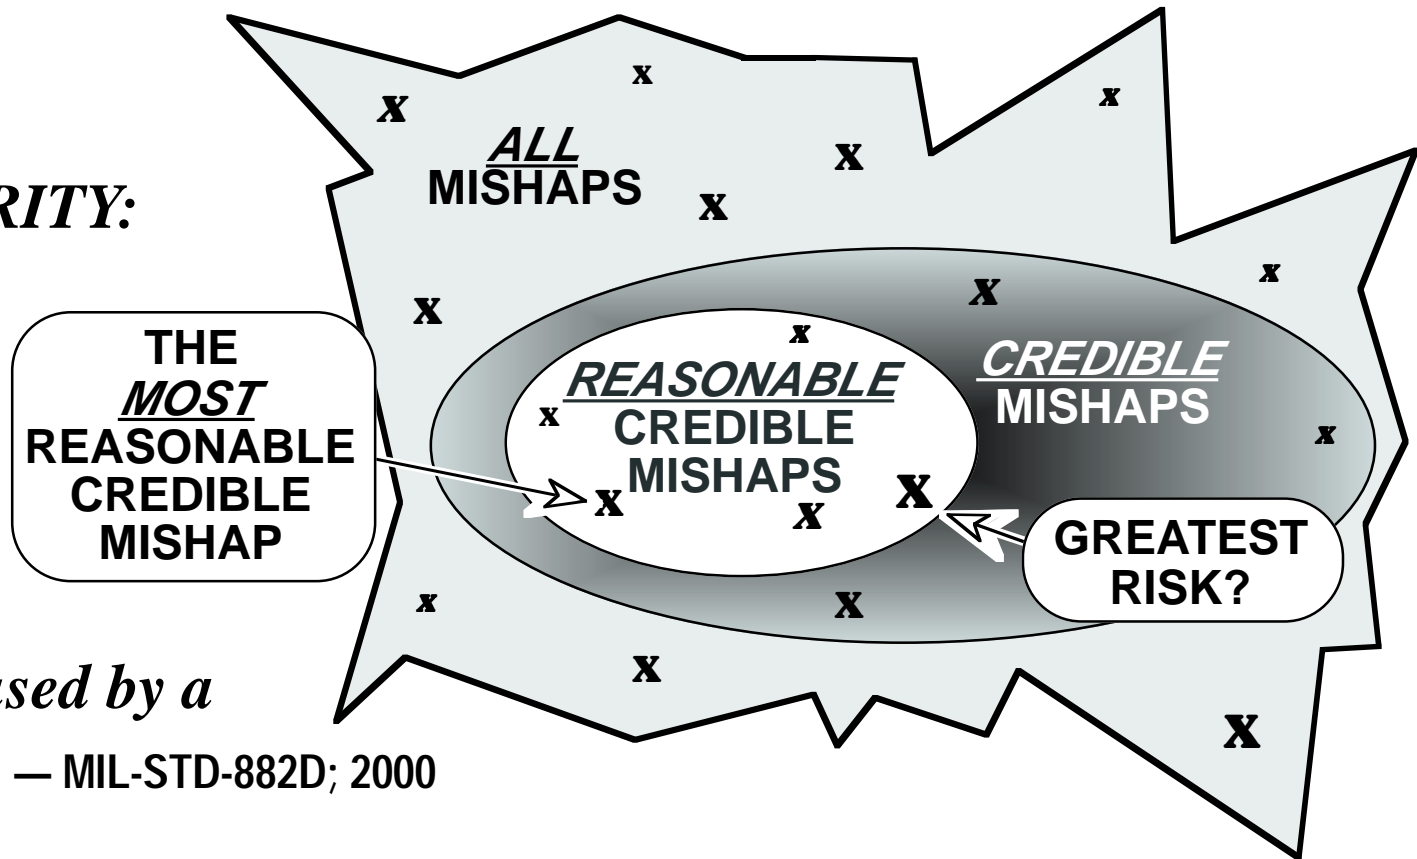 RITY:
ALL
MISHAPS
THE
MOST
REASONABLE
CREDIBLE
MISHAP
REASONABLE
CREDIBLE
MISHAPS
CREDIBLE
MISHAPS
GREATEST
RISK?
sed by a
— MIL-STD-882D; 2000